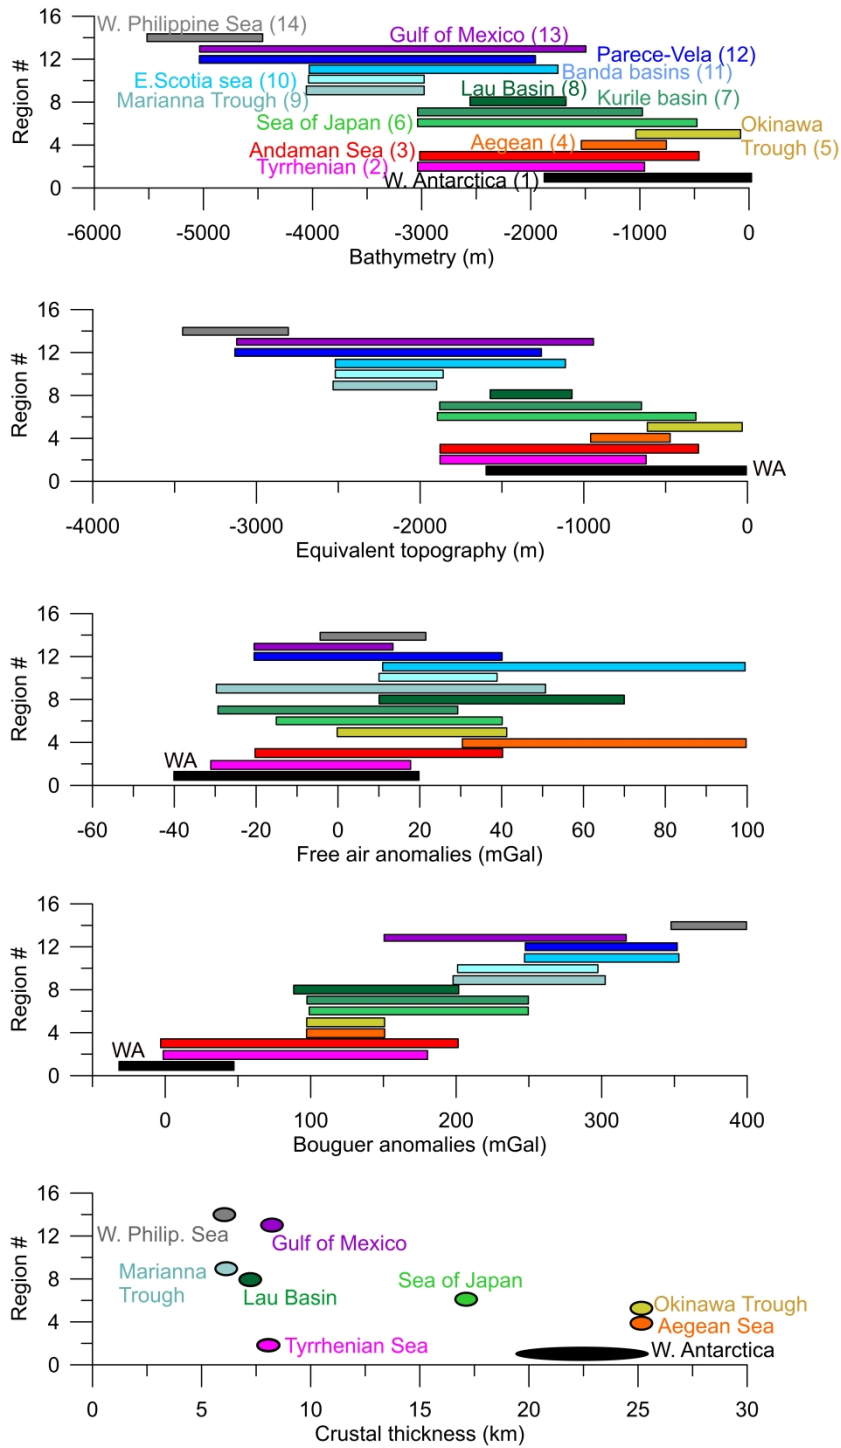 16
W. Philippine Sea (14)
Gulf of Mexico (13)
12
Parece-Vela (12)
E.Scotia sea (10)
Banda basins (11)
Marianna Trough (9)
Lau Basin (8)
Kurile basin (7)
8
Sea of Japan (6)
Okinawa
Trough (5)
Aegean (4)
4
Andaman Sea (3)
Tyrrhenian (2)
W. Antarctica (1)
0
Region #
-6000 -5000 -4000 -3000 -2000 -1000 0
Bathymetry (m)
16
12
8
4
0
Region #
WA
-4000 -3000 -2000 -1000 0
Equivalent topography (m)
16
12
8
4
0
Region #
WA
-60 -40 -20 0 20 40 60 80 100
Free air anomalies (mGal)
16
12
8
4
0
Region #
WA
0 100 200 300 400
Bouguer anomalies (mGal)
16
12
8
4
0
Region #
W. Philip. Sea
Gulf of Mexico
Marianna
Trough
Lau Basin
Sea of Japan
Okinawa Trough
Aegean Sea
Tyrrhenian Sea
W. Antarctica
0 5 10 15 20 25 30
Crustal thickness (km)